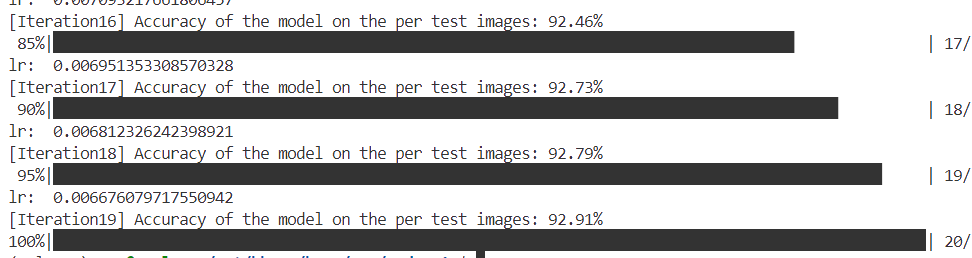 lr: 0.007093217661806457
[Iteration16] Accuracy of the model on the per test images: 92.46%
85%| | 17/
lr: 0.006951353308570328
[Iteration17] Accuracy of the model on the per test images: 92.73%
90%| | 18/
lr: 0.006812326242398921
[Iteration18] Accuracy of the model on the per test images: 92.79%
95%| | 19/
lr: 0.006676079717550942
[Iteration19] Accuracy of the model on the per test images: 92.91%
100%| | 20/